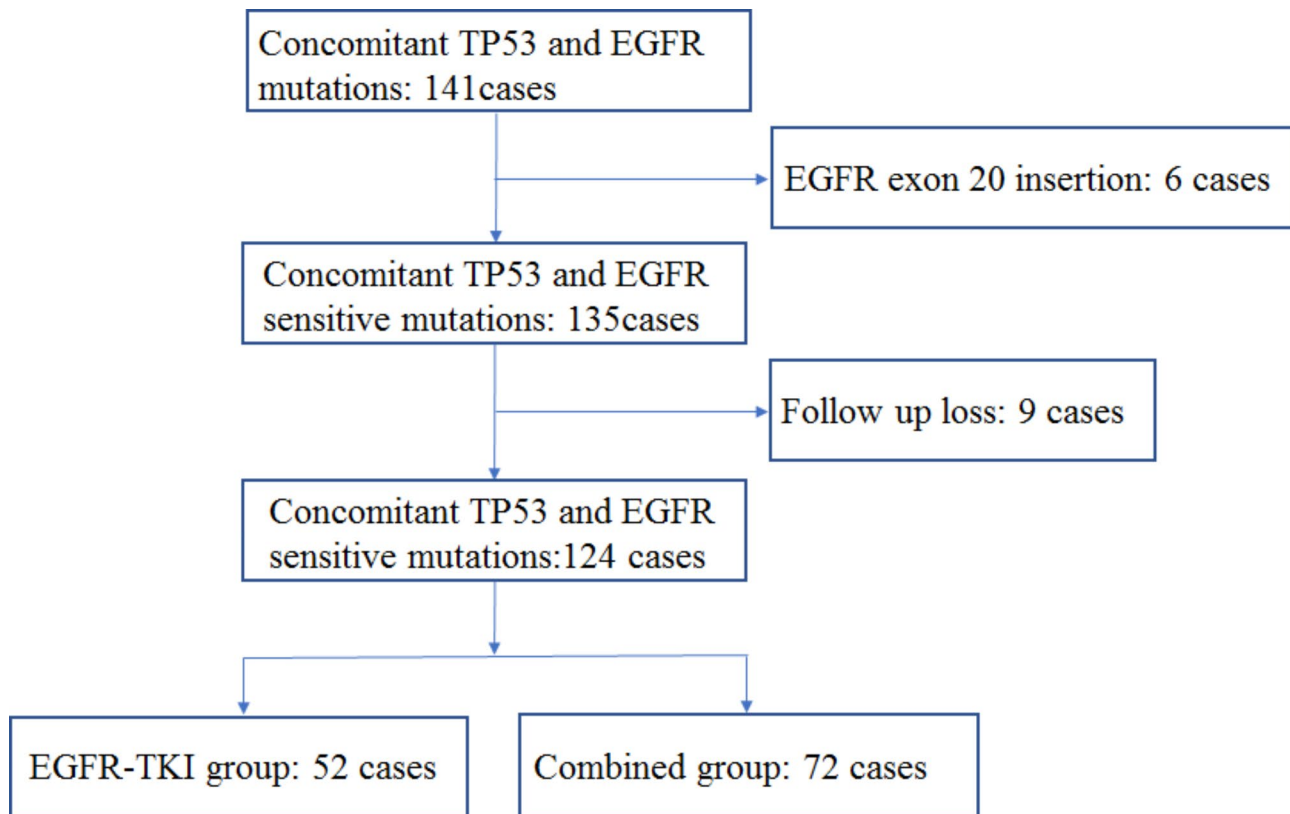 Concomitant TP53 and EGFR
mutations: 141cases
EGFR exon 20 insertion: 6 cases
Concomitant TP53 and EGFR
sensitive mutations: 135cases
Follow up loss: 9 cases
Concomitant TP53 and EGFR
sensitive mutations:124 cases
EGFR-TKI group: 52 cases
Combined group: 72 cases